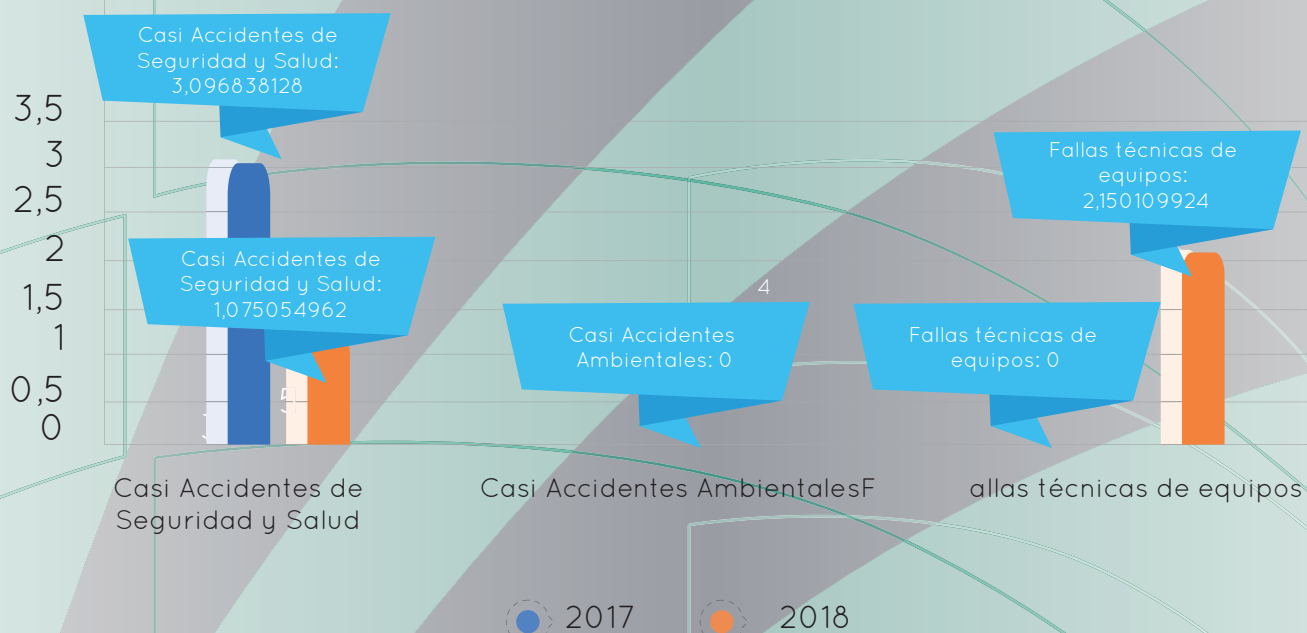 Casi Accidentes de
Seguridad y Salud:
3,096838128
3,5
3
2,5
2
1,5
1
0,5
0
Casi Accidentes de
Seguridad y Salud:
1,075054962
5
4
Casi Accidentes
Ambientales: 0
Fallas técnicas de
equipos: 0
Fallas técnicas de
equipos:
2,150109924
Casi Accidentes de
Seguridad y Salud
Casi Accidentes AmbientalesF
allas técnicas de equipos
2017
2018